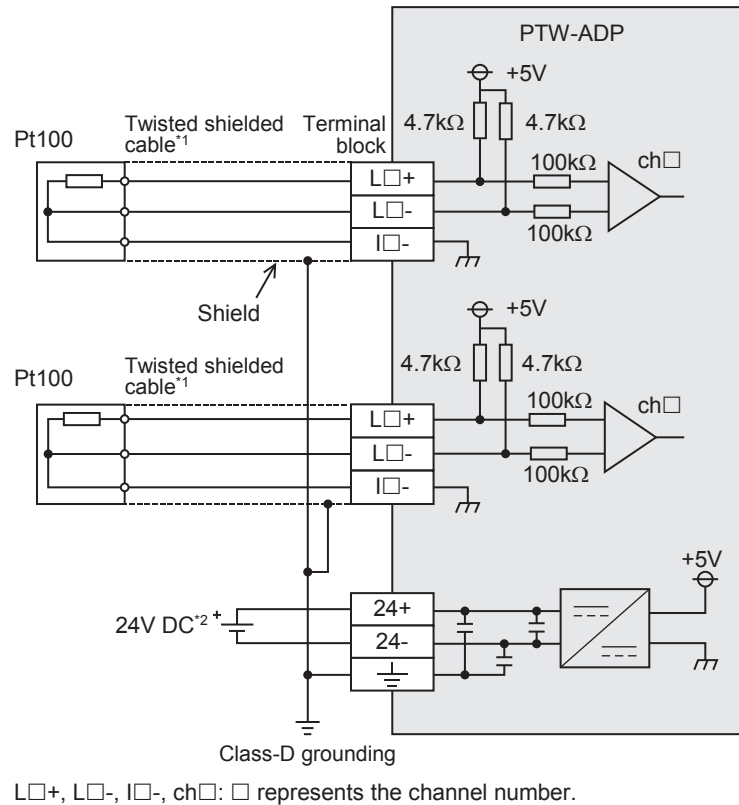 PTW-ADP
+5V
Twisted shielded
cable*1
Terminal
block
4.7kΩ
4.7kΩ
Pt100
100kΩ
ch□
L□+
L□-
I□-
100kΩ
Shield
+5V
Twisted shielded
cable*1
4.7kΩ
4.7kΩ
Pt100
100kΩ
ch□
L□+
L□-
I□-
100kΩ
+5V
24V DC*2 +
24+
24-
Class-D grounding
L□+, L□-, I□-, ch□: □ represents the channel number.